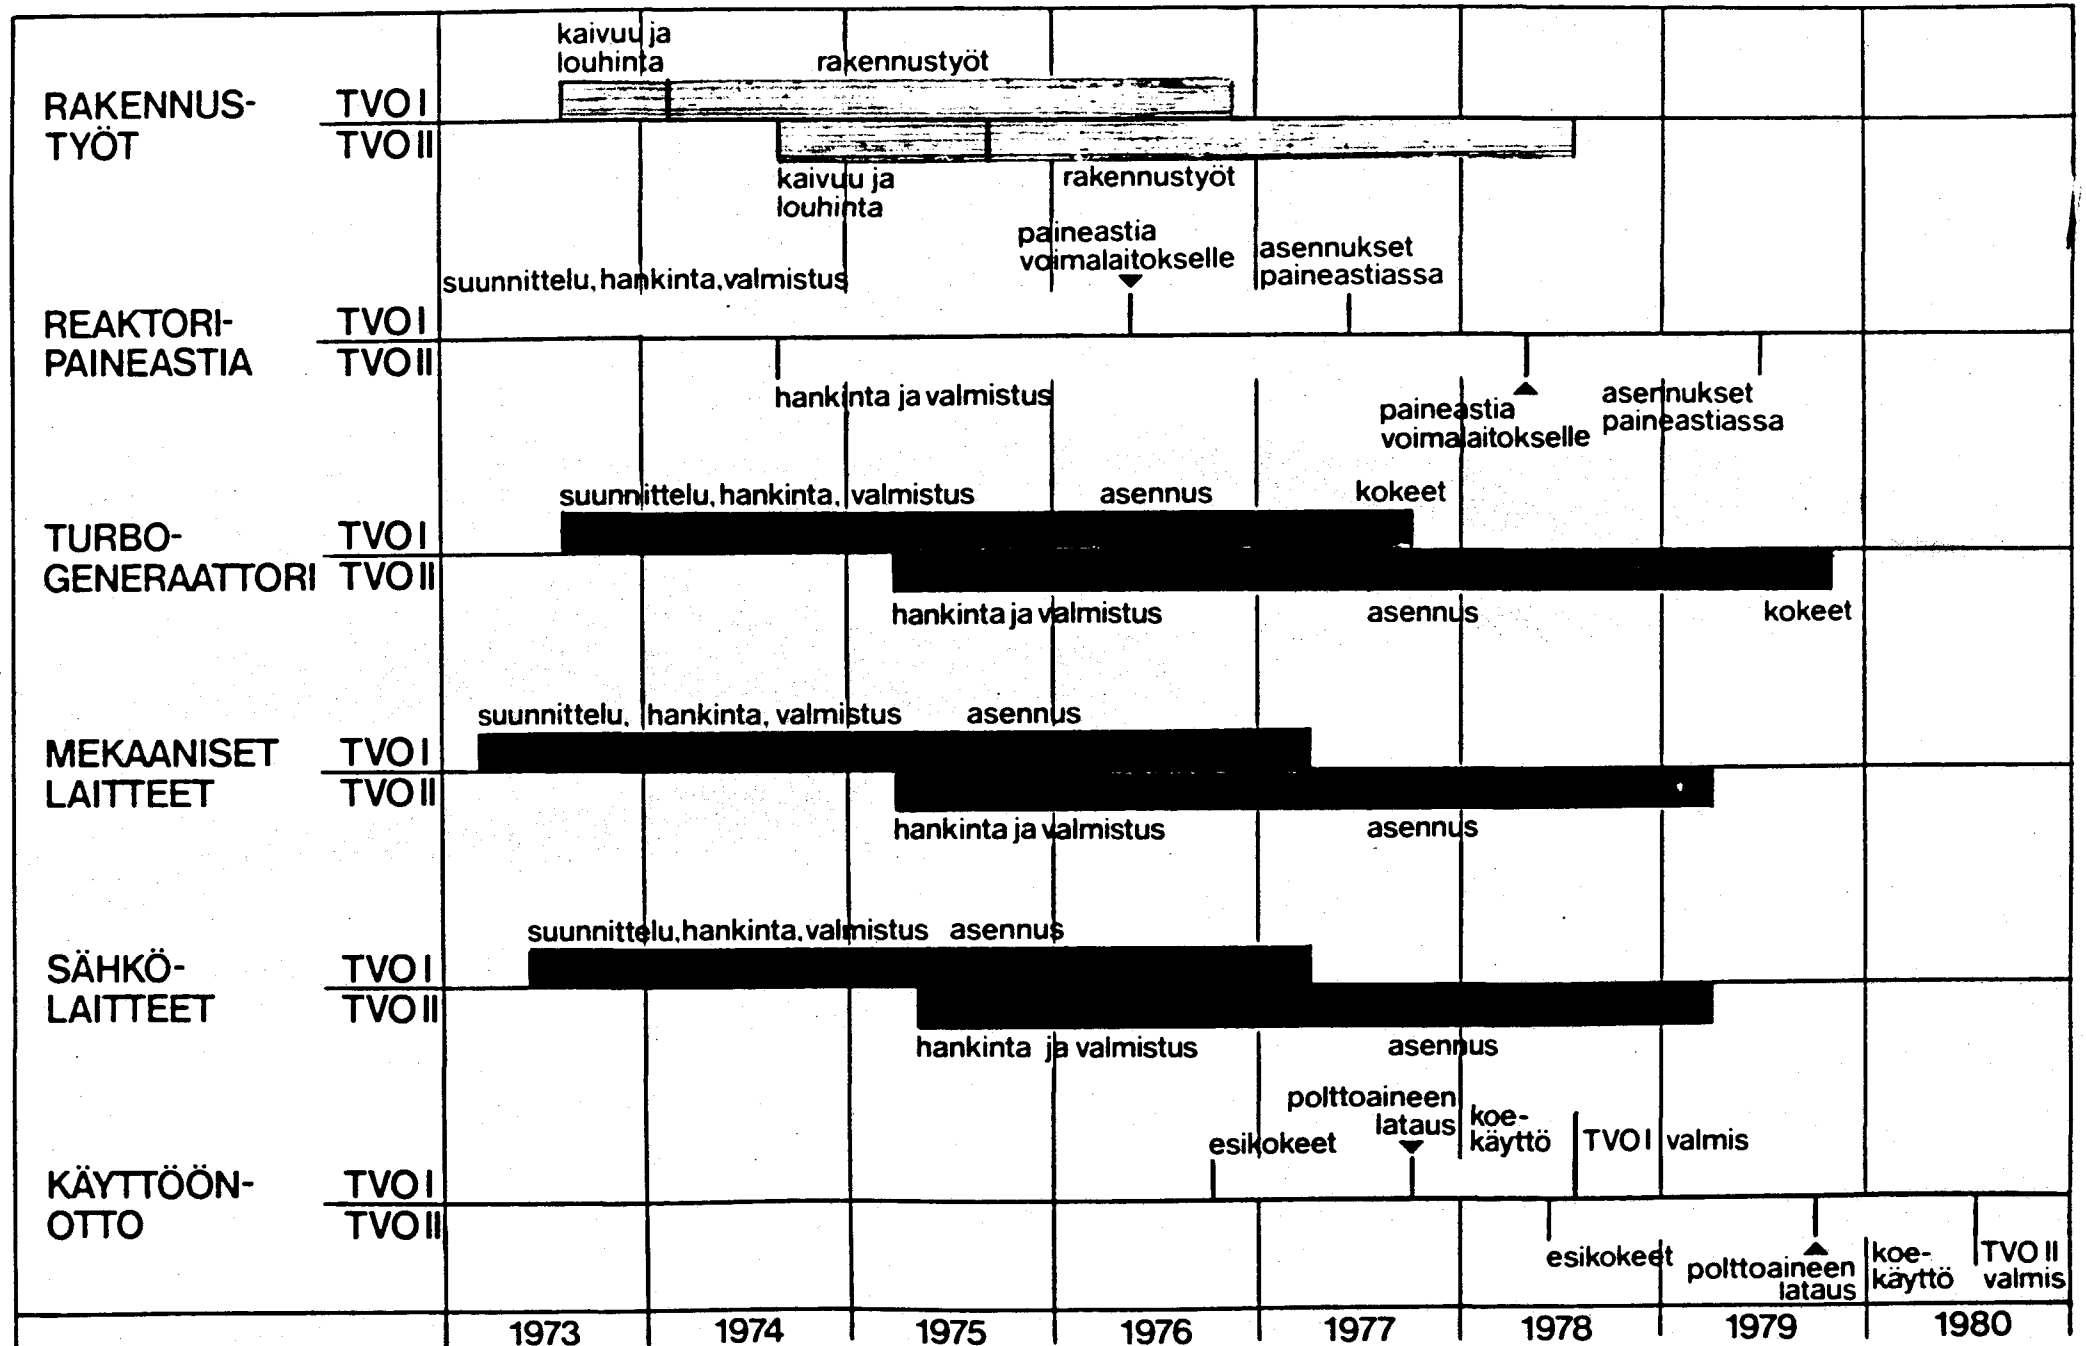 kaivuu ja
louhinta
rakennustyöt
RAKENNUS-
TYÖT
TVO I
TVO II
kaivuu ja
louhinta
rakennustyöt
paineastia
voimalaitokselle
asennukset
paineastiassa
suunnittelu, hankinta, valmistus
REAKTORI-
PAINEASTIA
TVO I
TVO II
hankinta ja valmistus
paineastia
voimalaitokselle
asennukset
paineastiassa
suunnittelu, hankinta, valmistus asennus kokeet
TURBO-
GENERAATTORI
TVO I
TVO II
hankinta ja valmistus asennus kokeet
suunnittelu, hankinta, valmistus asennus
MEKAANISET
LAITTEET
TVO I
TVO II
hankinta ja valmistus asennus
suunnittelu, hankinta, valmistus asennus
SÄHKÖ-
LAITTEET
TVO I
TVO II
hankinta ja valmistus asennus
esikokeet
polttoaineen
lataus
koe-
käyttö
TVO I valmis
KÄYTTÖÖN-
OTTO
TVO I
TVO II
esikokeet
polttoaineen
lataus
koe-
käyttö
TVO II
valmis
1973 1974 1975 1976 1977 1978 1979 1980